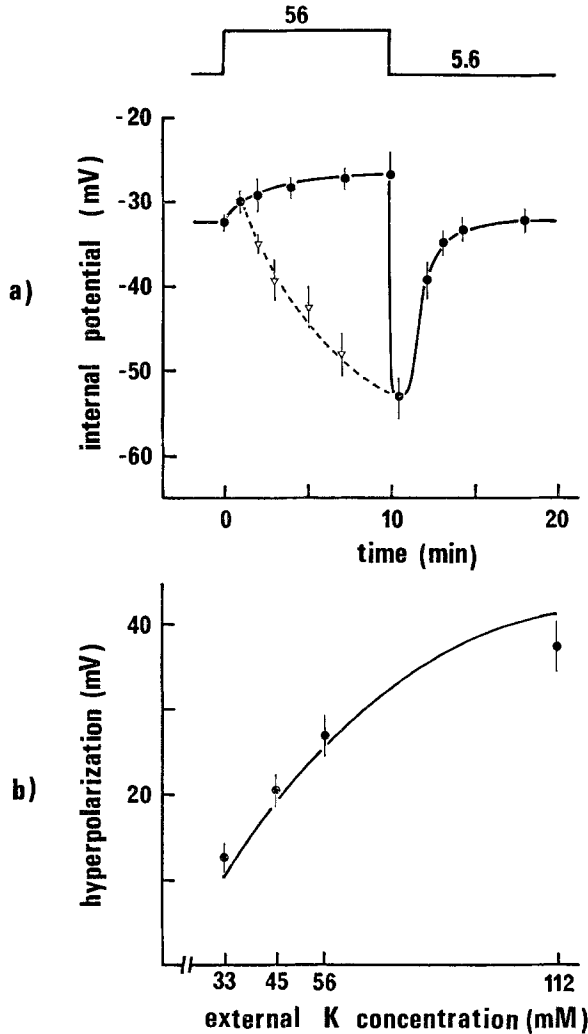 56
5.6
a)
internal potential (mV)
-20
-30
-40
-50
-60
0
10
20
time (min)
b)
hyperpolarization (mV)
40
20
33
45
56
112
external K concentration (mM)